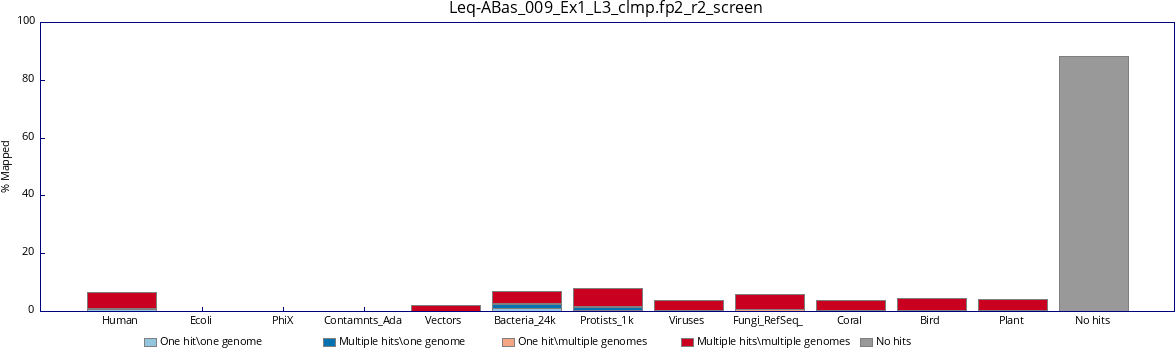 Leq-ABas_009_Ex1_L3_clmp.fp2_r2_screen
100
80
60
40
20
0
% Mapped
Human Ecoli PhiX Contamnts_Ada Vectors Bacteria_24k Protists_1k Viruses Fungi_RefSeq_ Coral Bird Plant No hits
One hit\one genome Multiple hits\one genome One hit\multiple genomes Multiple hits\multiple genomes No hits